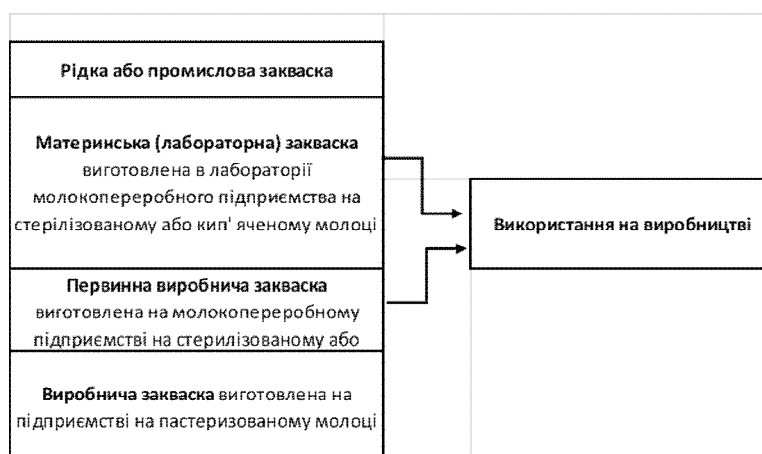 Рідка або промислова закваска
Материнська (лабораторна) закваска
виготовлена в лабораторії
молокопереробного підприємства на
стерілізованому або кип' яченому молоці
Використання на виробництві
Первинна виробнича закваска
виготовлена на молокопереробному
підприємстві на стерилізованому або
Виробнича закваска виготовлена на
підприємстві на пастеризованому молоці